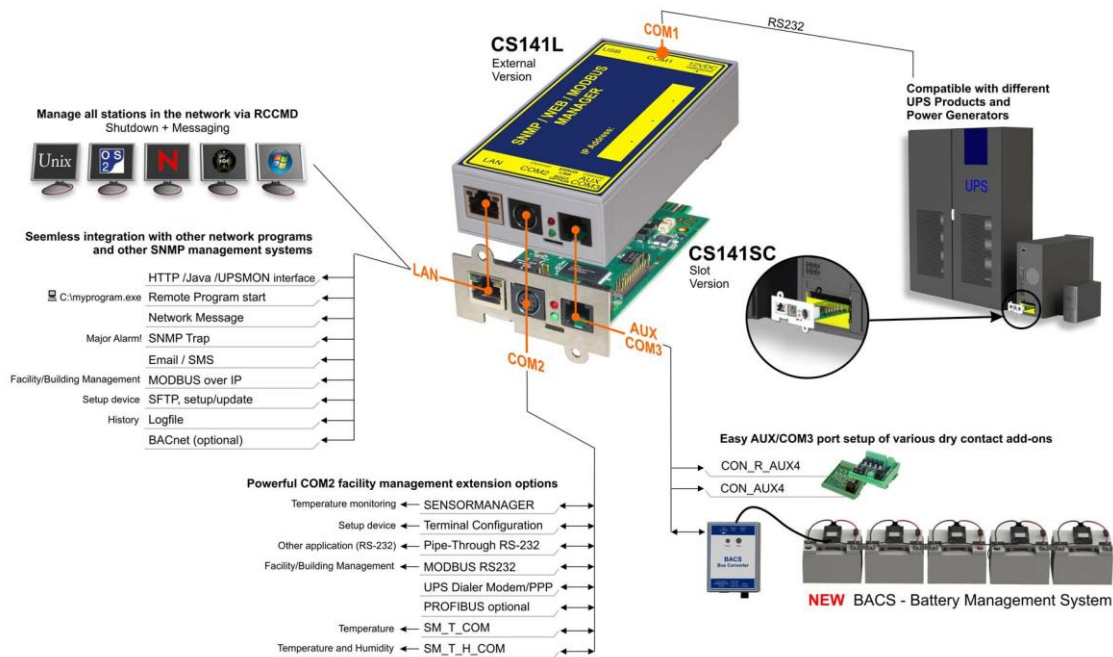 COM1
RS232
CS141L
External
Version
USB
COM1
12VDC
SNMP / WEB / MODBUS
MANAGER
IP Address:
LAN
COM2
AUX
COM3
Compatible with different
UPS Products and
Power Generators
UPS
Manage all stations in the network via RCCMD
Shutdown + Messaging
Unix
OS
2
N
Seemless integration with other network programs
and other SNMP management systems
HTTP /Java /UPSMON interface
C:\myprogram.exe Remote Program start
Network Message
Major Alarm! SNMP Trap
Email / SMS
Facility/Building Management MODBUS over IP
Setup device SFTP, setup/update
History Logfile
BACnet (optional)
LAN
CS141SC
Slot
Version
AUX
COM3
COM2
Powerful COM2 facility management extension options
Temperature monitoring SENSORMANAGER
Setup device Terminal Configuration
Other application (RS-232) Pipe-Through RS-232
Facility/Building Management MODBUS RS232
UPS Dialer Modem/PPP
PROFIBUS optional
Temperature SM_T_COM
Temperature and Humidity SM_T_H_COM
Easy AUX/COM3 port setup of various dry contact add-ons
CON_R_AUX4
CON_AUX4
BACS
Bus Converter
NEW BACS - Battery Management System